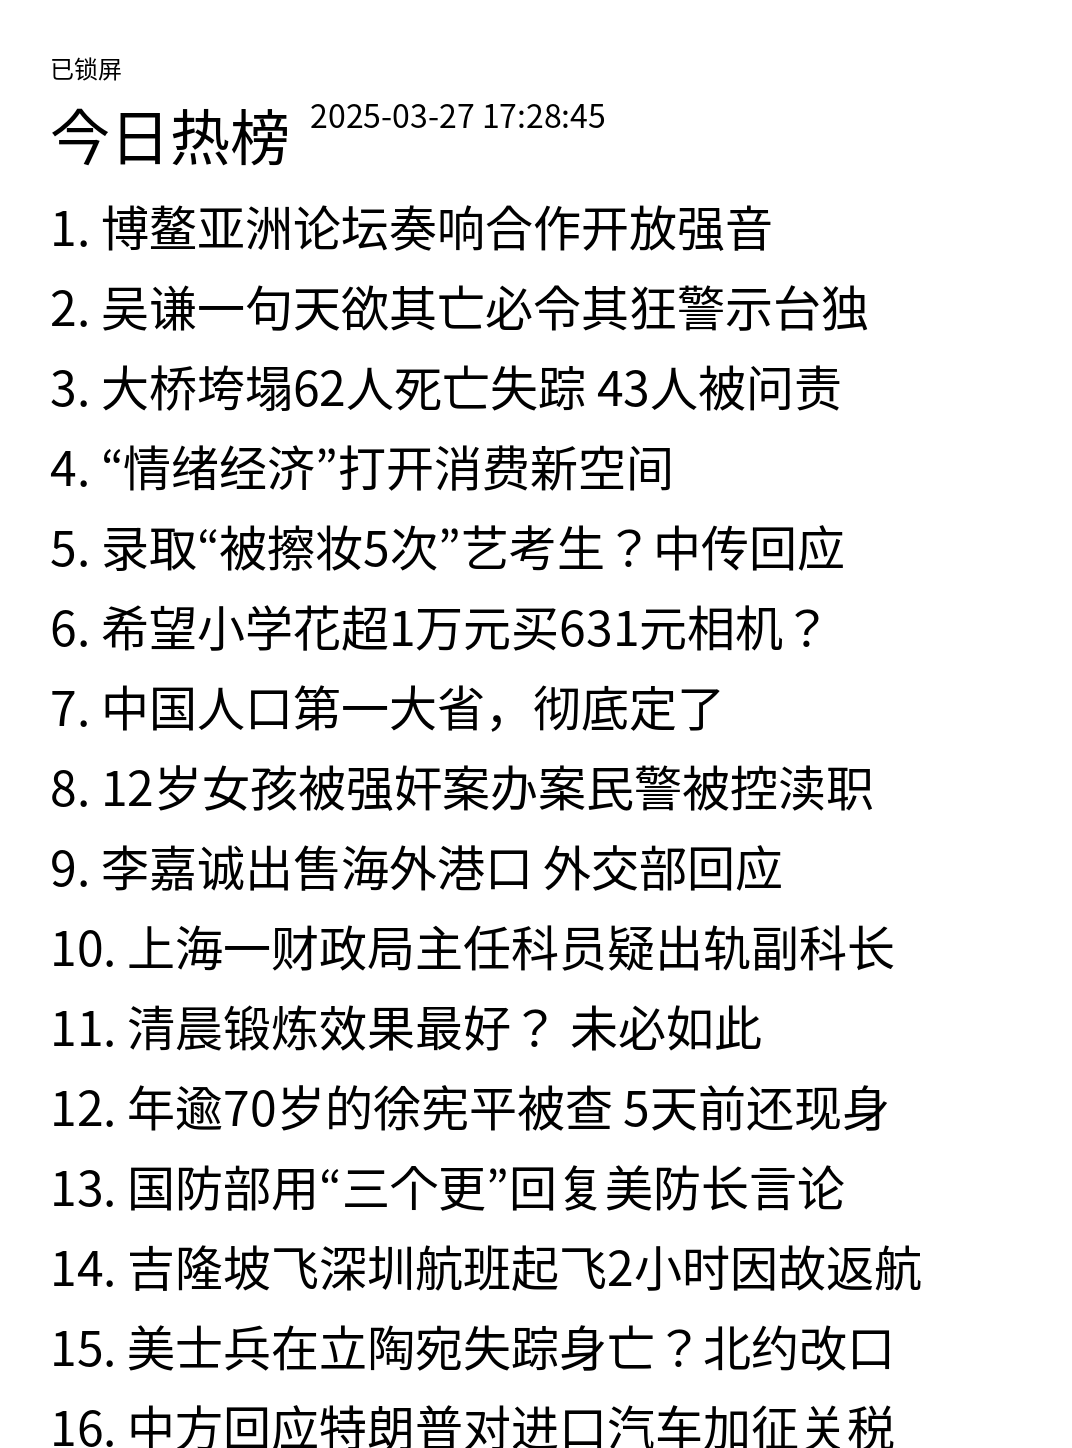 已锁屏
今日热榜 2025-03-27 17:28:45
1. 博鳌亚洲论坛奏响合作开放强音
2. 吴谦一句天欲其亡必令其狂警示台独
3. 大桥垮塌62人死亡失踪 43人被问责
4. “情绪经济”打开消费新空间
5. 录取“被擦妆5次”艺考生？中传回应
6. 希望小学花超1万元买631元相机？
7. 中国人口第一大省，彻底定了
8. 12岁女孩被强奸案办案民警被控渎职
9. 李嘉诚出售海外港口 外交部回应
10. 上海一财政局主任科员疑出轨副科长
11. 清晨锻炼效果最好？ 未必如此
12. 年逾70岁的徐宪平被查 5天前还现身
13. 国防部用“三个更”回复美防长言论
14. 吉隆坡飞深圳航班起飞2小时因故返航
15. 美士兵在立陶宛失踪身亡？北约改口
16. 中方回应特朗普对进口汽车加征关税